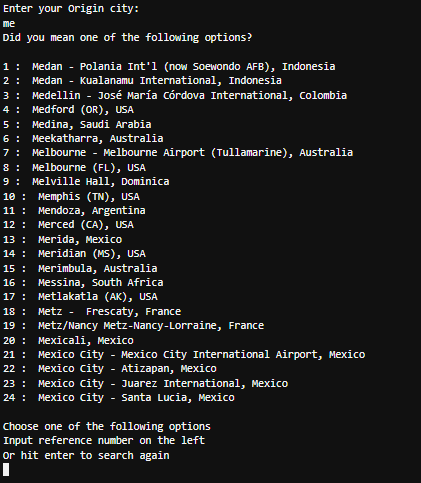 Enter your Origin city:
me
Did you mean one of the following options?
1 :  Medan - Polania Int'l (now Soewondo AFB), Indonesia
2 :  Medan - Kualanamu International, Indonesia
3 :  Medellin - José María Córdova International, Colombia
4 :  Medford (OR), USA
5 :  Medina, Saudi Arabia
6 :  Meekatharra, Australia
7 :  Melbourne - Melbourne Airport (Tullamarine), Australia
8 :  Melbourne (FL), USA
9 :  Melville Hall, Dominica
10 :  Memphis (TN), USA
11 :  Mendoza, Argentina
12 :  Merced (CA), USA
13 :  Merida, Mexico
14 :  Meridian (MS), USA
15 :  Merimbula, Australia
16 :  Messina, South Africa
17 :  Metlakatla (AK), USA
18 :  Metz -  Frescaty, France
19 :  Metz/Nancy Metz-Nancy-Lorraine, France
20 :  Mexicali, Mexico
21 :  Mexico City - Mexico City International Airport, Mexico
22 :  Mexico City - Atizapan, Mexico
23 :  Mexico City - Juarez International, Mexico
24 :  Mexico City - Santa Lucia, Mexico
Choose one of the following options
Input reference number on the left
Or hit enter to search again